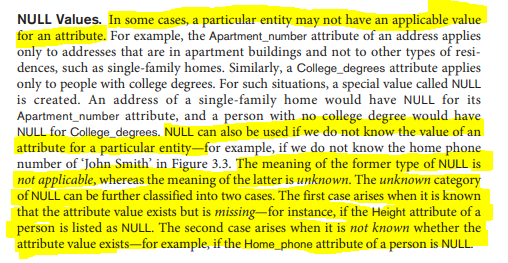 NULL Values. In some cases, a particular entity may not have an applicable value
for an attribute. For example, the Apartment_number attribute of an address applies
only to addresses that are in apartment buildings and not to other types of resi-
dences, such as single-family homes. Similarly, a College_degrees attribute applies
only to people with college degrees. For such situations, a special value called NULL
is created. An address of a single-family home would have NULL for its
Apartment_number attribute, and a person with no college degree would have
NULL for College_degrees. NULL can also be used if we do not know the value of an
attribute for a particular entity—for example, if we do not know the home phone
number of ‘John Smith’ in Figure 3.3. The meaning of the former type of NULL is
not applicable, whereas the meaning of the latter is unknown. The unknown category
of NULL can be further classified into two cases. The first case arises when it is known
that the attribute value exists but is missing—for instance, if the Height attribute of a
person is listed as NULL. The second case arises when it is not known whether the
attribute value exists—for example, if the Home_phone attribute of a person is NULL.